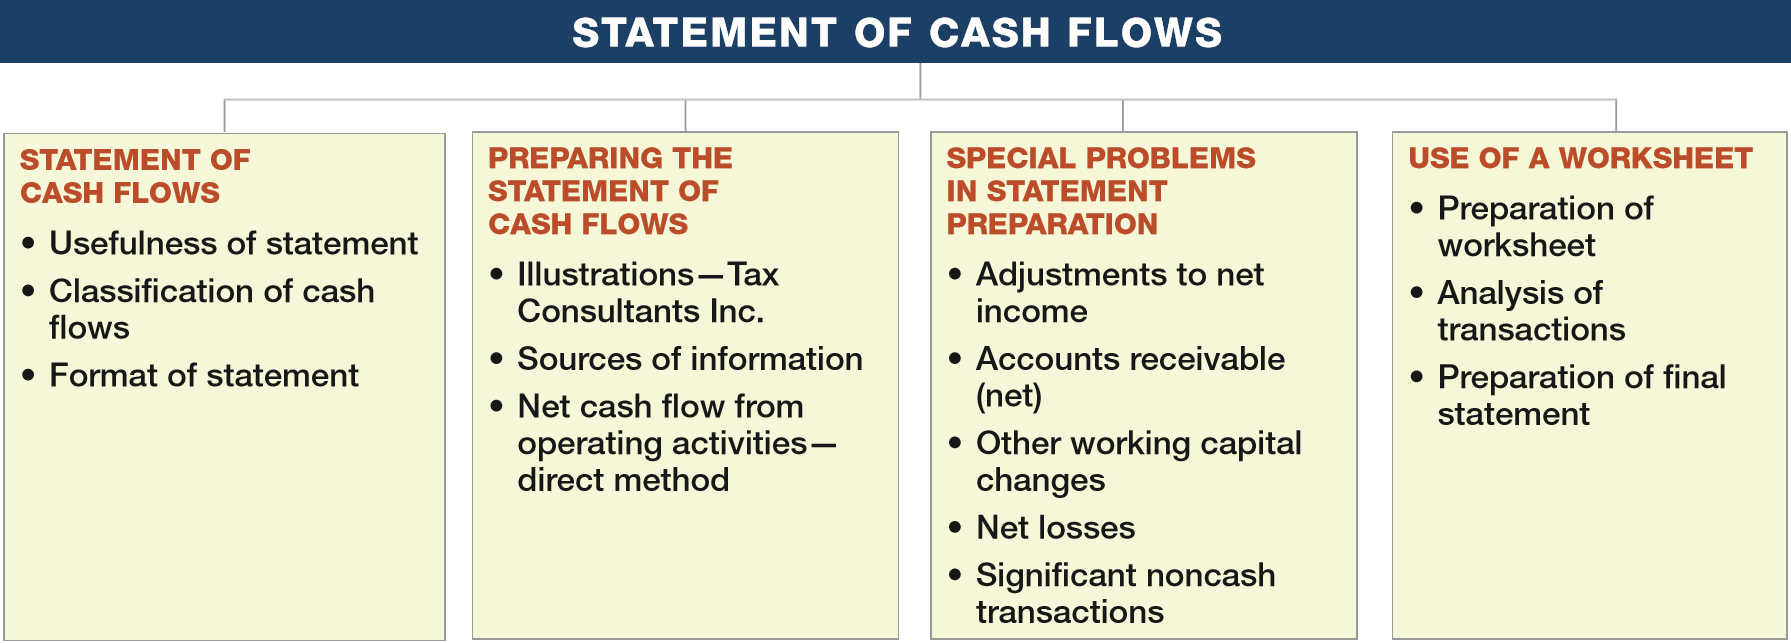 STATEMENT OF CASH FLOWS
STATEMENT OF
CASH FLOWS
• Usefulness of statement
• Classification of cash
flows
• Format of statement
PREPARING THE
STATEMENT OF
CASH FLOWS
• Illustrations—Tax
Consultants Inc.
• Sources of information
• Net cash flow from
operating activities—
direct method
SPECIAL PROBLEMS
IN STATEMENT
PREPARATION
• Adjustments to net
income
• Accounts receivable
(net)
• Other working capital
changes
• Net losses
• Significant noncash
transactions
USE OF A WORKSHEET
• Preparation of
worksheet
• Analysis of
transactions
• Preparation of final
statement